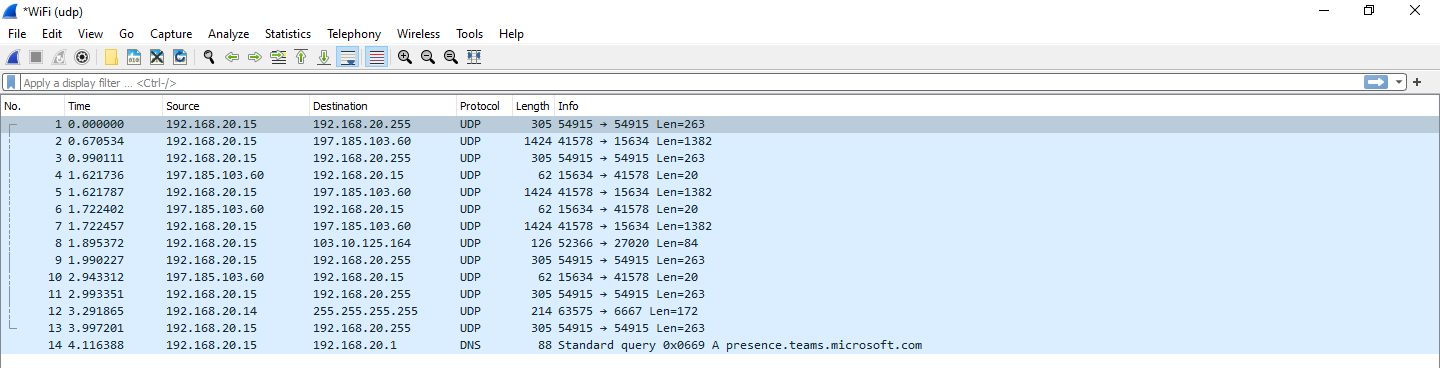 *WiFi (udp)
File Edit View Go Capture Analyze Statistics Telephony Wireless Tools Help
Apply a display filter ... <Ctrl-/>
No. Time Source Destination Protocol Length Info
1 0.000000 192.168.20.15 192.168.20.255 UDP 305 54915 → 54915 Len=263
2 0.670534 192.168.20.15 197.185.103.60 UDP 1424 41578 → 15634 Len=1382
3 0.990111 192.168.20.15 192.168.20.255 UDP 305 54915 → 54915 Len=263
4 1.621736 197.185.103.60 192.168.20.15 UDP 62 15634 → 41578 Len=20
5 1.621787 192.168.20.15 197.185.103.60 UDP 1424 41578 → 15634 Len=1382
6 1.722402 197.185.103.60 192.168.20.15 UDP 62 15634 → 41578 Len=20
7 1.722457 192.168.20.15 197.185.103.60 UDP 1424 41578 → 15634 Len=1382
8 1.895372 192.168.20.15 103.10.125.164 UDP 126 52366 → 27020 Len=84
9 1.990227 192.168.20.15 192.168.20.255 UDP 305 54915 → 54915 Len=263
10 2.943312 197.185.103.60 192.168.20.15 UDP 62 15634 → 41578 Len=20
11 2.993351 192.168.20.15 192.168.20.255 UDP 305 54915 → 54915 Len=263
12 3.291865 192.168.20.14 255.255.255.255 UDP 214 63575 → 6667 Len=172
13 3.997201 192.168.20.15 192.168.20.255 UDP 305 54915 → 54915 Len=263
14 4.116388 192.168.20.15 192.168.20.1 DNS 88 Standard query 0x0669 A presence.teams.microsoft.com